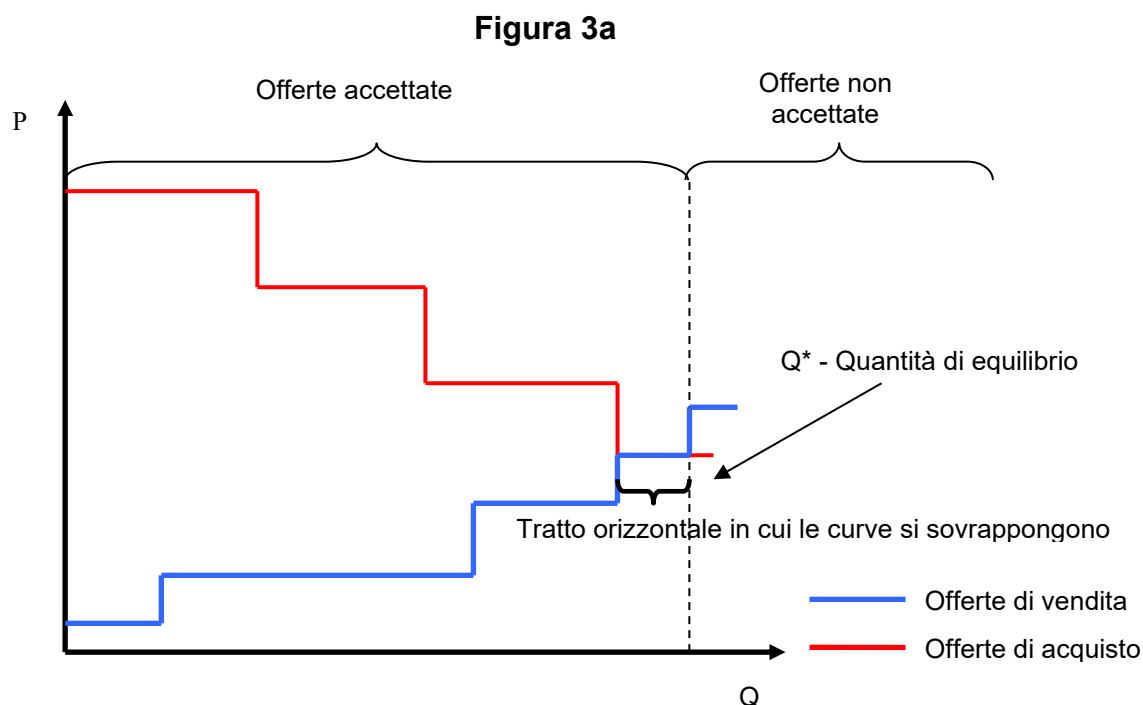 Figura 3a
Offerte accettate
Offerte non
accettate
P
Q* - Quantità di equilibrio
Tratto orizzontale in cui le curve si sovrappongono
Offerte di vendita
Offerte di acquisto
Q